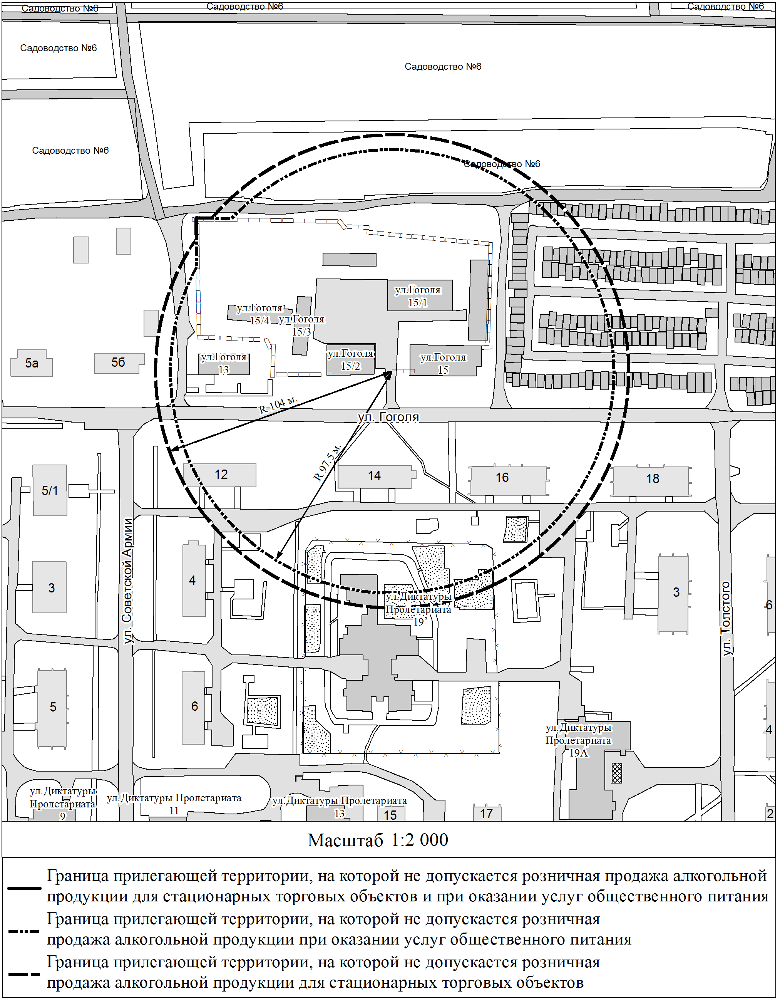 Садоводство №6
Садоводство №6
Садоводство №6
Садоводство №6
Садоводство №6
Садоводство №6
Садоводство №6
ул.Гоголя
15/1
ул.Гоголя
15/4
ул.Гоголя
15/3
ул.Гоголя
13
ул.Гоголя
15/2
ул.Гоголя
15
5а
5б
R 104 м.
ул. Гоголя
R 97.5 м.
12
14
16
18
5/1
ул. Советской Армии
3
4
3
6
ул. Толстого
ул.Диктатуры
Пролетариата
19
5
6
4
ул.Диктатуры
Пролетариата
19А
ул.Диктатуры
Пролетариата
9
ул.Диктатуры Пролетариата
11
ул.Диктатуры Пролетариата
13
15
17
2
Масштаб 1:2 000
Граница прилегающей территории, на которой не допускается розничная продажа алкогольной
продукции для стационарных торговых объектов и при оказании услуг общественного питания
Граница прилегающей территории, на которой не допускается розничная
продажа алкогольной продукции при оказании услуг общественного питания
Граница прилегающей территории, на которой не допускается розничная
продажа алкогольной продукции для стационарных торговых объектов